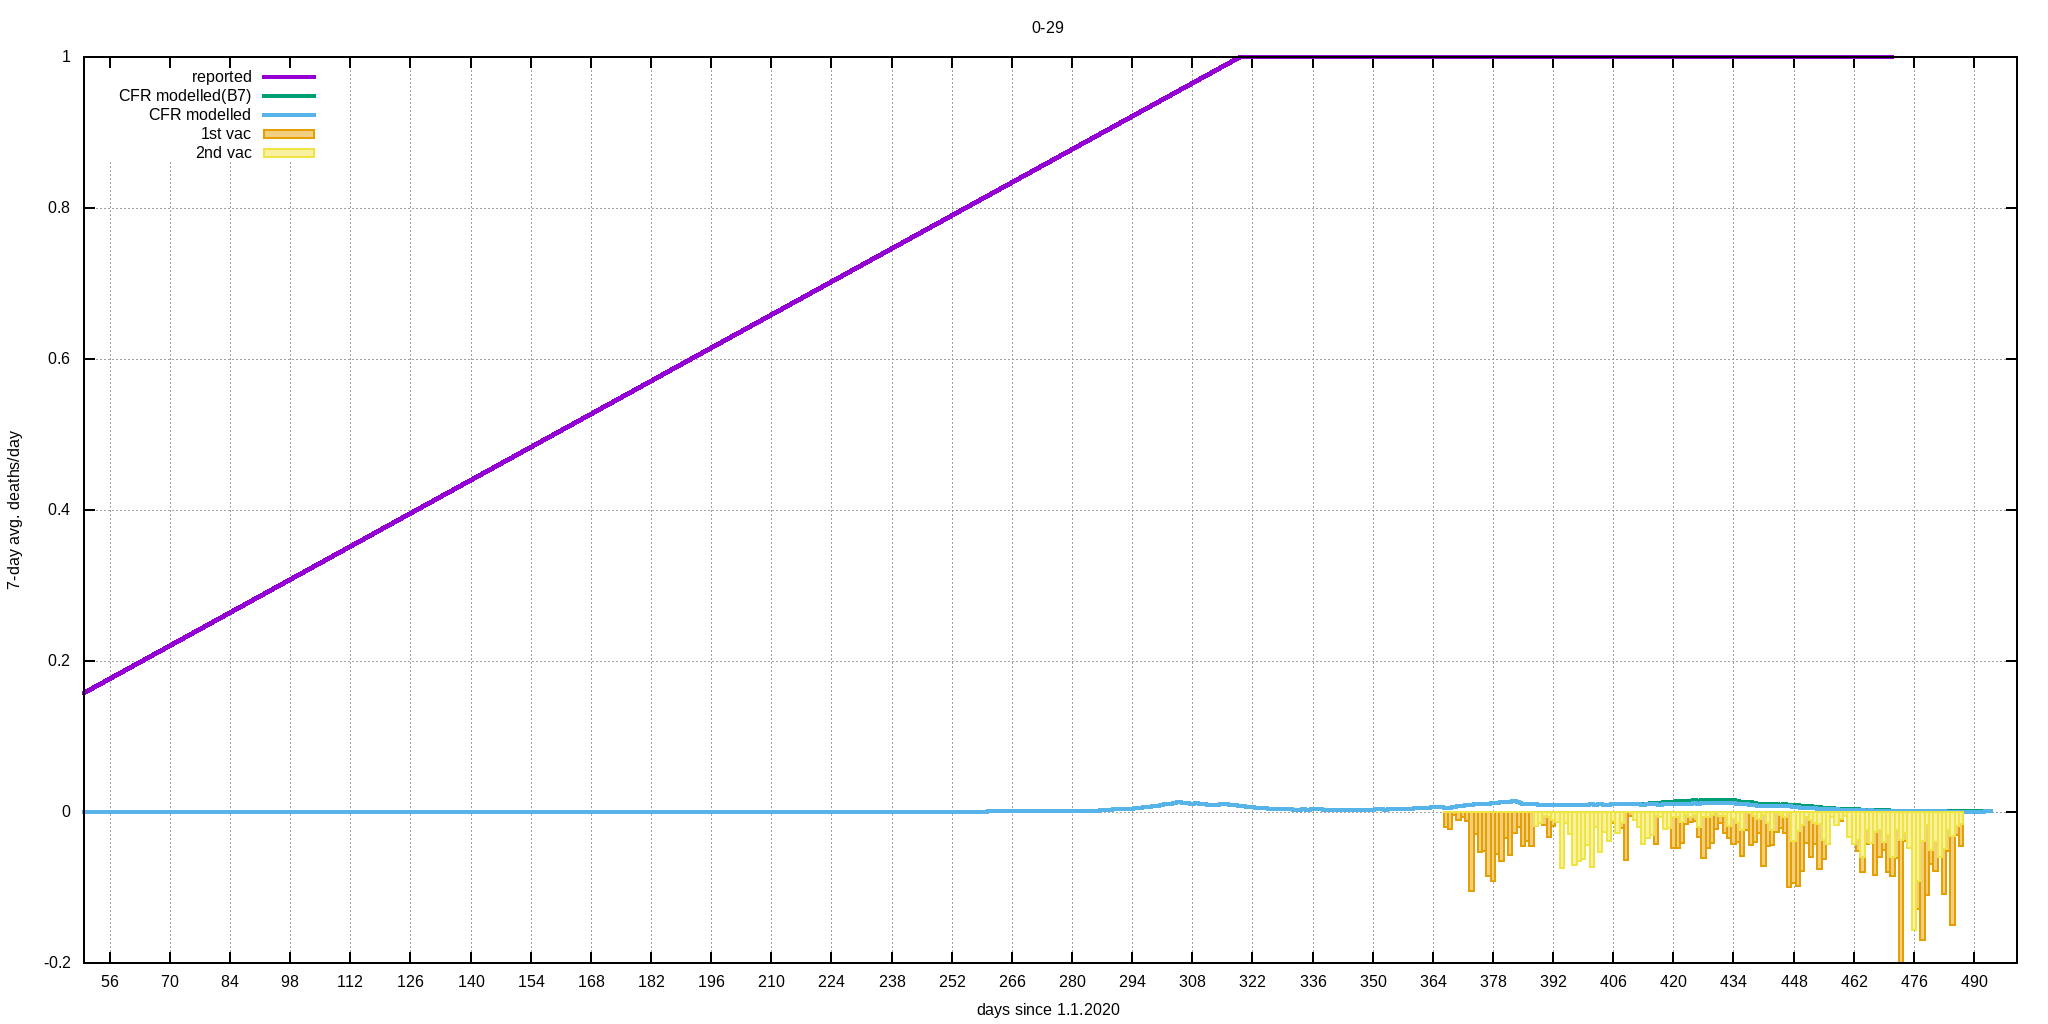 0-29
reported
CFR modelled(B7)
CFR modelled
1st vac
2nd vac
1
0.8
0.6
0.4
0.2
0
-0.2
7-day avg. deaths/day
56 70 84 98 112 126 140 154 168 182 196 210 224 238 252 266 280 294 308 322 336 350 364 378 392 406 420 434 448 462 476 490
days since 1.1.2020